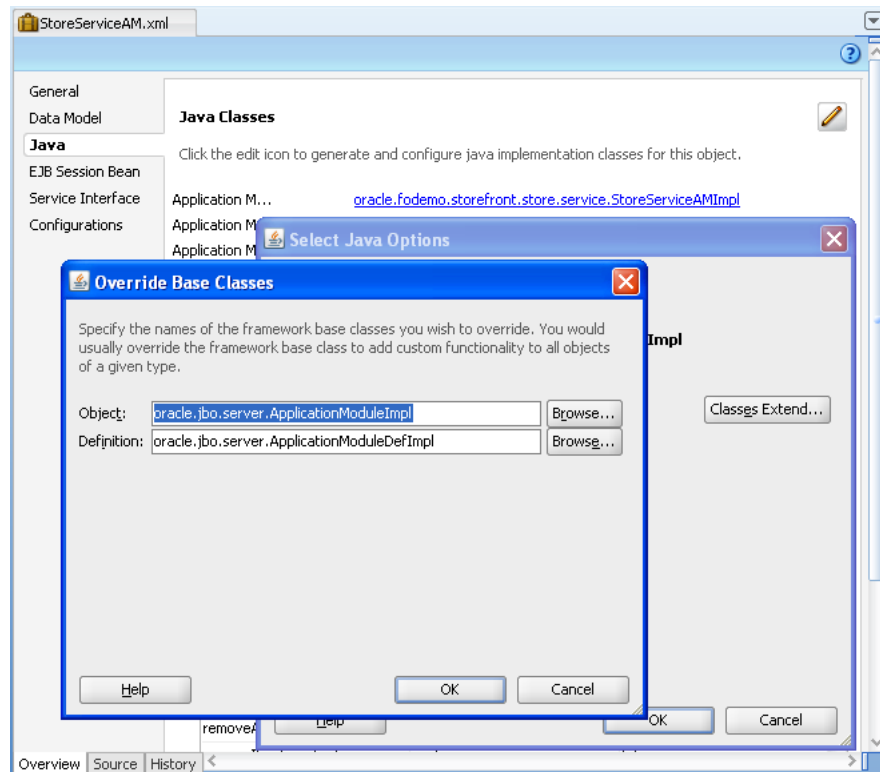 StoreServiceAM.xml
General
Data Model
Java
EJB Session Bean
Service Interface
Configurations
Java Classes
Click the edit icon to generate and configure java implementation classes for this object.
Application M... oracle.fodemo.storefront.store.service.StoreServiceAMImpl
Application M
Application M
Select Java Options
Impl
Classes Extend...
Override Base Classes
Specify the names of the framework base classes you wish to override. You would
usually override the framework base class to add custom functionality to all objects
of a given type.
Object: oracle.jbo.server.ApplicationModuleImpl Browse...
Definition: oracle.jbo.server.ApplicationModuleDefImpl Browse...
Help OK Cancel
removeA Help OK Cancel
Overview Source History